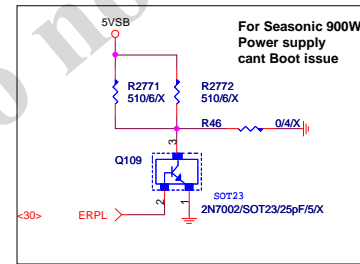 5VSB
For Seasonic 900W
Power supply
cant Boot issue
R2771
510/6/X
R2772
510/6/X
R46
0/4/X
3
Q109
SOT23
2N7002/SOT23/25pF/5/X
2
1
<30>
ERPL